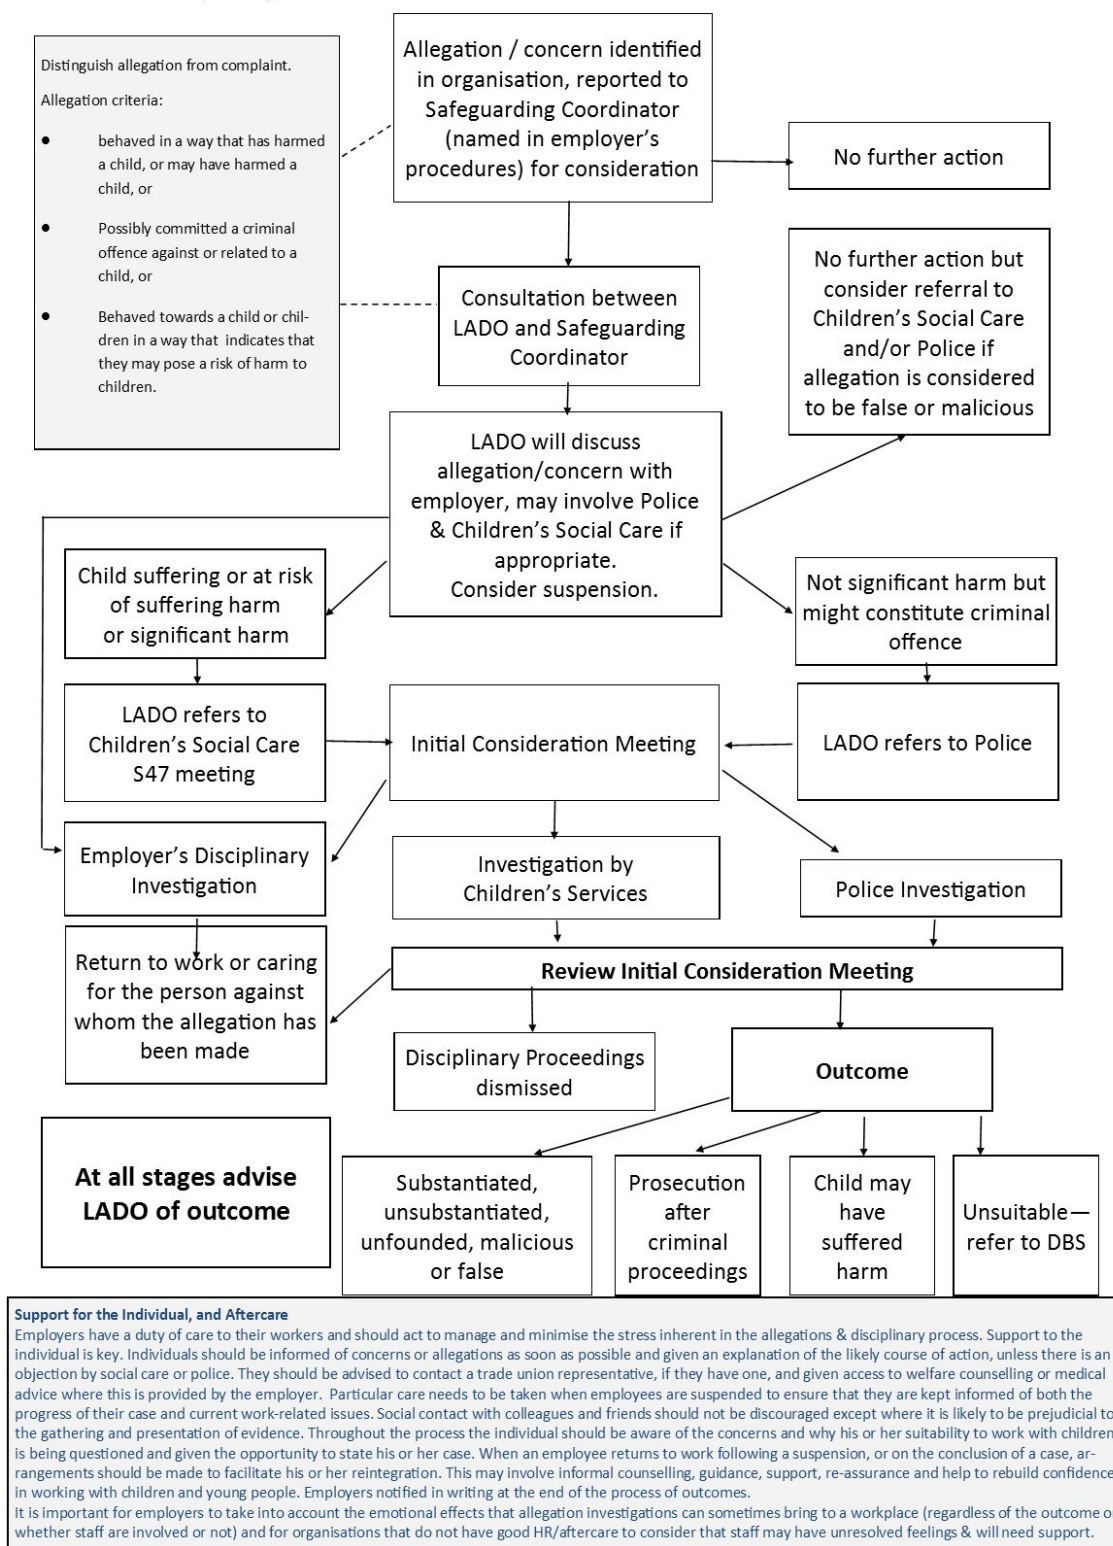 Distinguish allegation from complaint.
Allegation criteria:
● behaved in a way that has harmed
a child, or may have harmed a
child, or
● Possibly committed a criminal
offence against or related to a
child, or
● Behaved towards a child or chil-
dren in a way that indicates that
they may pose a risk of harm to
children.
Allegation / concern identified
in organisation, reported to
Safeguarding Coordinator
(named in employer's
procedures) for consideration
No further action
Consultation between
LADO and Safeguarding
Coordinator
No further action but
consider referral to
Children's Social Care
and/or Police if
allegation is considered
to be false or malicious
LADO will discuss
allegation/concern with
employer, may involve Police
& Children's Social Care if
appropriate.
Consider suspension.
Child suffering or at risk
of suffering harm
or significant harm
Not significant harm but
might constitute criminal
offence
LADO refers to
Children's Social Care
S47 meeting
Initial Consideration Meeting
LADO refers to Police
Employer's Disciplinary
Investigation
Investigation by
Children's Services
Police Investigation
Return to work or caring
for the person against
whom the allegation has
been made
Review Initial Consideration Meeting
Disciplinary Proceedings
dismissed
Outcome
At all stages advise
LADO of outcome
Substantiated,
unsubstantiated,
unfounded, malicious
or false
Prosecution
after
criminal
proceedings
Child may
have
suffered
harm
Unsuitable—
refer to DBS
Support for the Individual, and Aftercare
Employers have a duty of care to their workers and should act to manage and minimise the stress inherent in the allegations & disciplinary process. Support to the
individual is key. Individuals should be informed of concerns or allegations as soon as possible and given an explanation of the likely course of action, unless there is an
objection by social care or police. They should be advised to contact a trade union representative, if they have one, and given access to welfare counselling or medical
advice where this is provided by the employer. Particular care needs to be taken when employees are suspended to ensure that they are kept informed of both the
progress of their case and current work-related issues. Social contact with colleagues and friends should not be discouraged except where it is likely to be prejudicial to
the gathering and presentation of evidence. Throughout the process the individual should be aware of the concerns and why his or her suitability to work with children
is being questioned and given the opportunity to state his or her case. When an employee returns to work following a suspension, or on the conclusion of a case, ar-
rangements should be made to facilitate his or her reintegration. This may involve informal counselling, guidance, support, re-assurance and help to rebuild confidence
in working with children and young people. Employers notified in writing at the end of the process of outcomes.
It is important for employers to take into account the emotional effects that allegation investigations can sometimes bring to a workplace (regardless of the outcome or
whether staff are involved or not) and for organisations that do not have good HR/aftercare to consider that staff may have unresolved feelings & will need support.